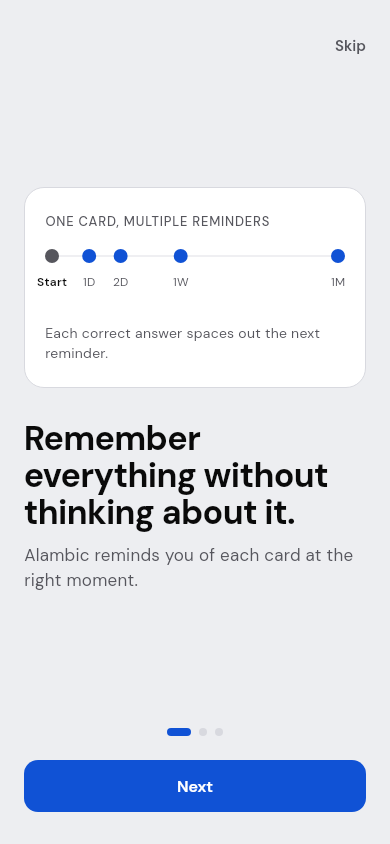 Skip
ONE CARD, MULTIPLE REMINDERS
Start 1D 2D 1W 1M
Each correct answer spaces out the next
reminder.
Remember
everything without
thinking about it.
Alambic reminds you of each card at the
right moment.
Next